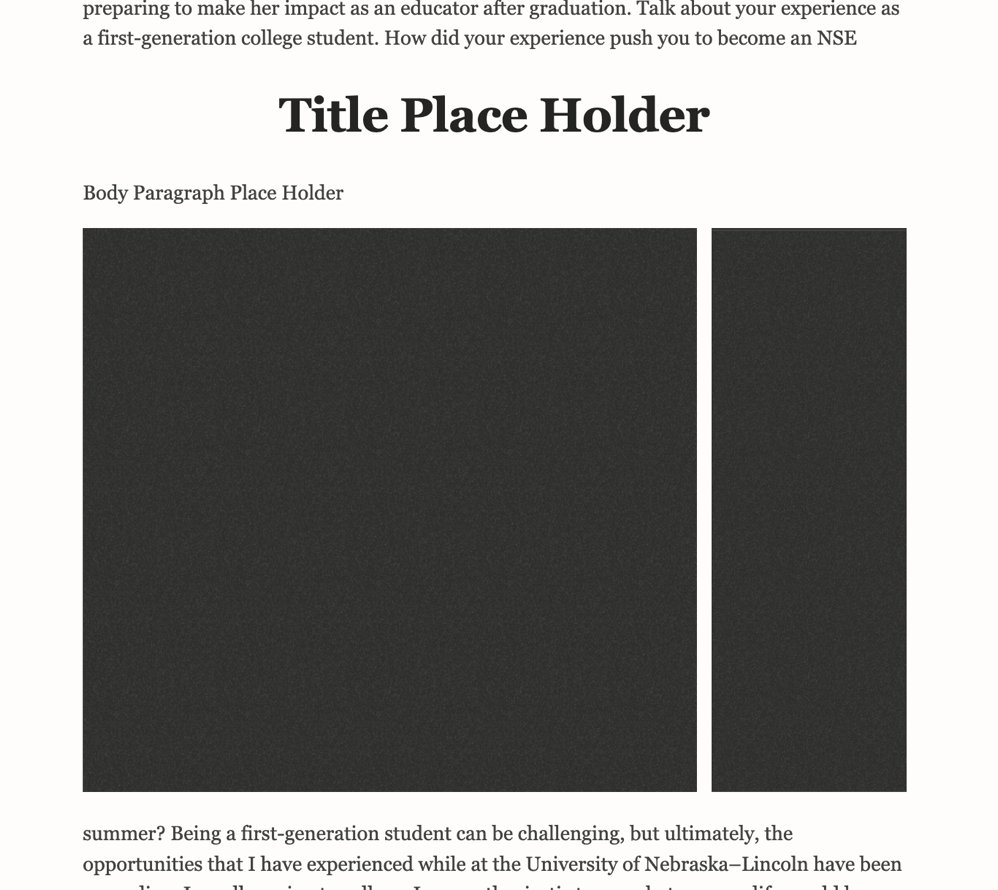 preparing to make her impact as an educator after graduation. Talk about your experience as
a first-generation college student. How did your experience push you to become an NSE
Title Place Holder
Body Paragraph Place Holder
summer? Being a first-generation student can be challenging, but ultimately, the
opportunities that I have experienced while at the University of Nebraska–Lincoln have been